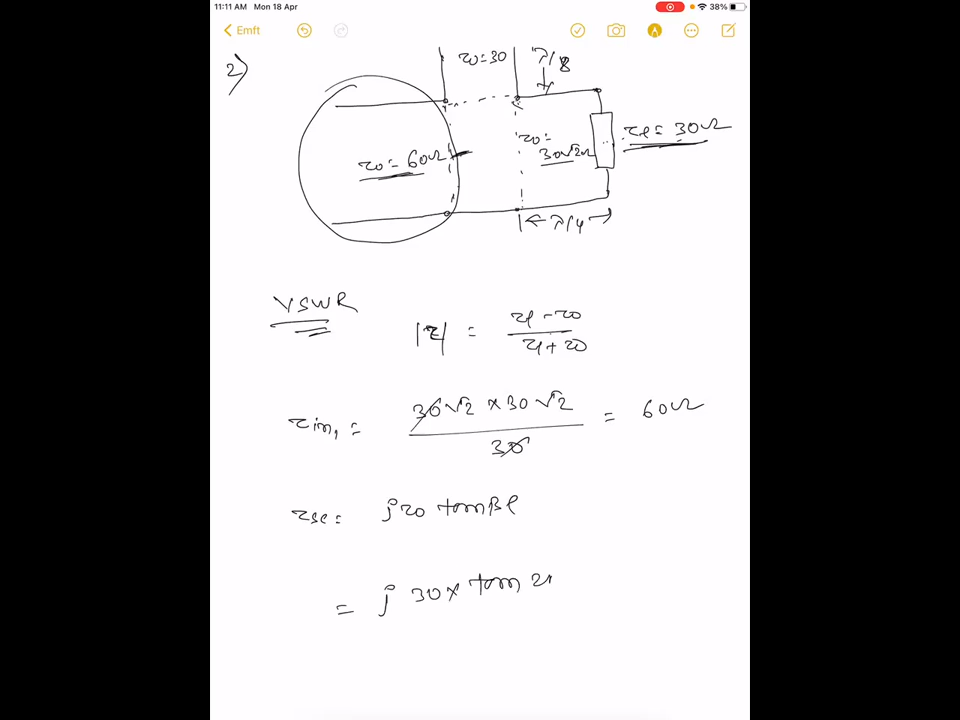 11:11 AM Mon 18 Apr
38%
Emft
2)
z0=30
λ/8
z0=60Ω
z0=
30√2Ω
zl=30Ω
λ/4
VSWR
|z| = zl-z0
zl+z0
zin1 = 30√2 × 30√2 = 60Ω
30
zsc = j z0 tanβl
= j 30× tan 2π